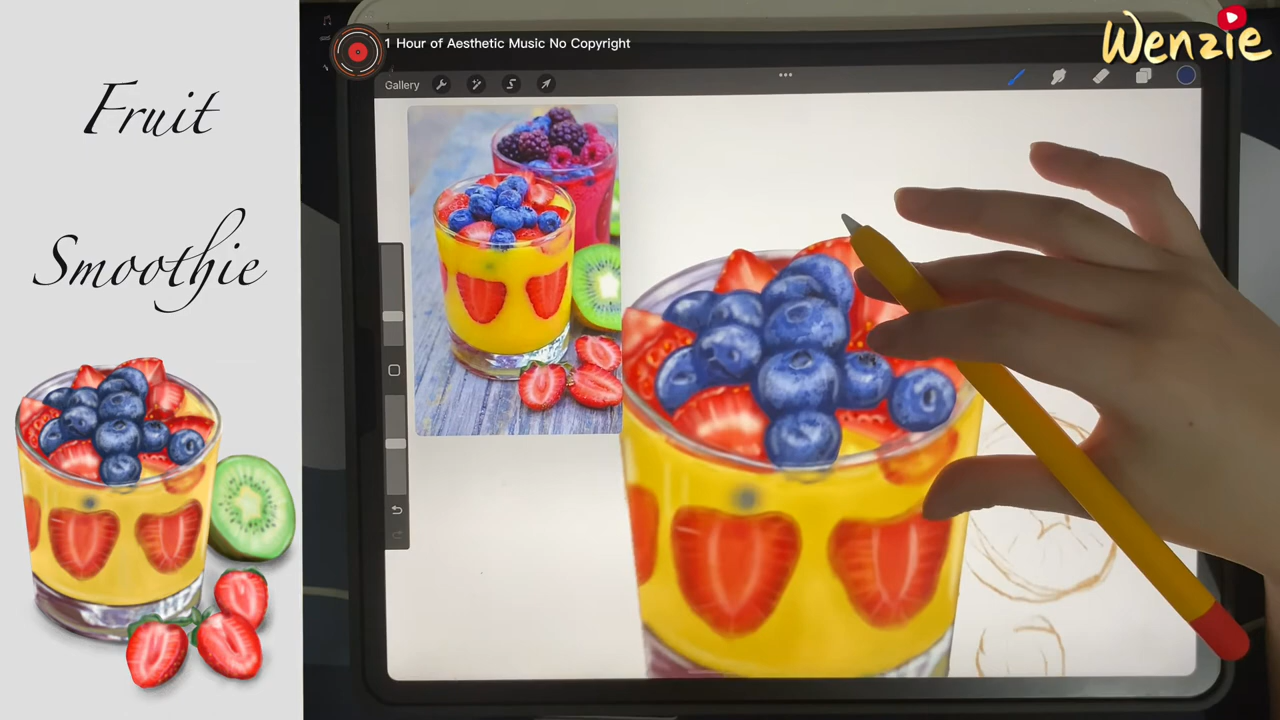 Fruit
Smoothie
1 Hour of Aesthetic Music No Copyright
Wenzie
Gallery